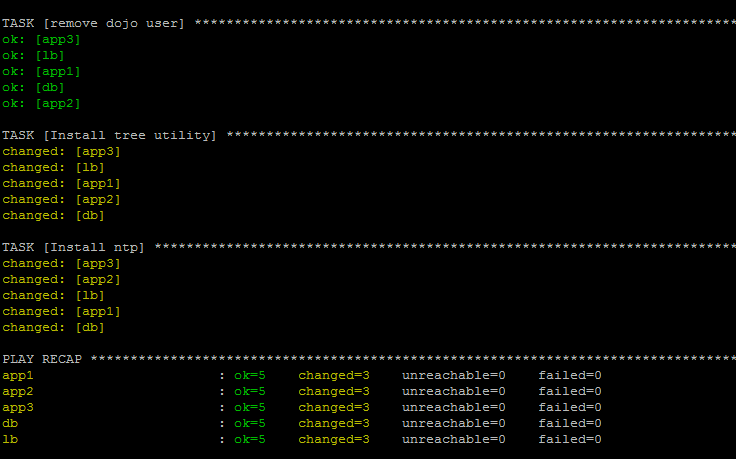 TASK [remove dojo user] ********************************************************************
ok: [app3]
ok: [lb]
ok: [app1]
ok: [db]
ok: [app2]
TASK [Install tree utility] ****************************************************************
changed: [app3]
changed: [lb]
changed: [app1]
changed: [app2]
changed: [db]
TASK [Install ntp] *************************************************************************
changed: [app3]
changed: [app2]
changed: [lb]
changed: [app1]
changed: [db]
PLAY RECAP *********************************************************************************
app1                       : ok=5    changed=3    unreachable=0    failed=0
app2                       : ok=5    changed=3    unreachable=0    failed=0
app3                       : ok=5    changed=3    unreachable=0    failed=0
db                         : ok=5    changed=3    unreachable=0    failed=0
lb                         : ok=5    changed=3    unreachable=0    failed=0